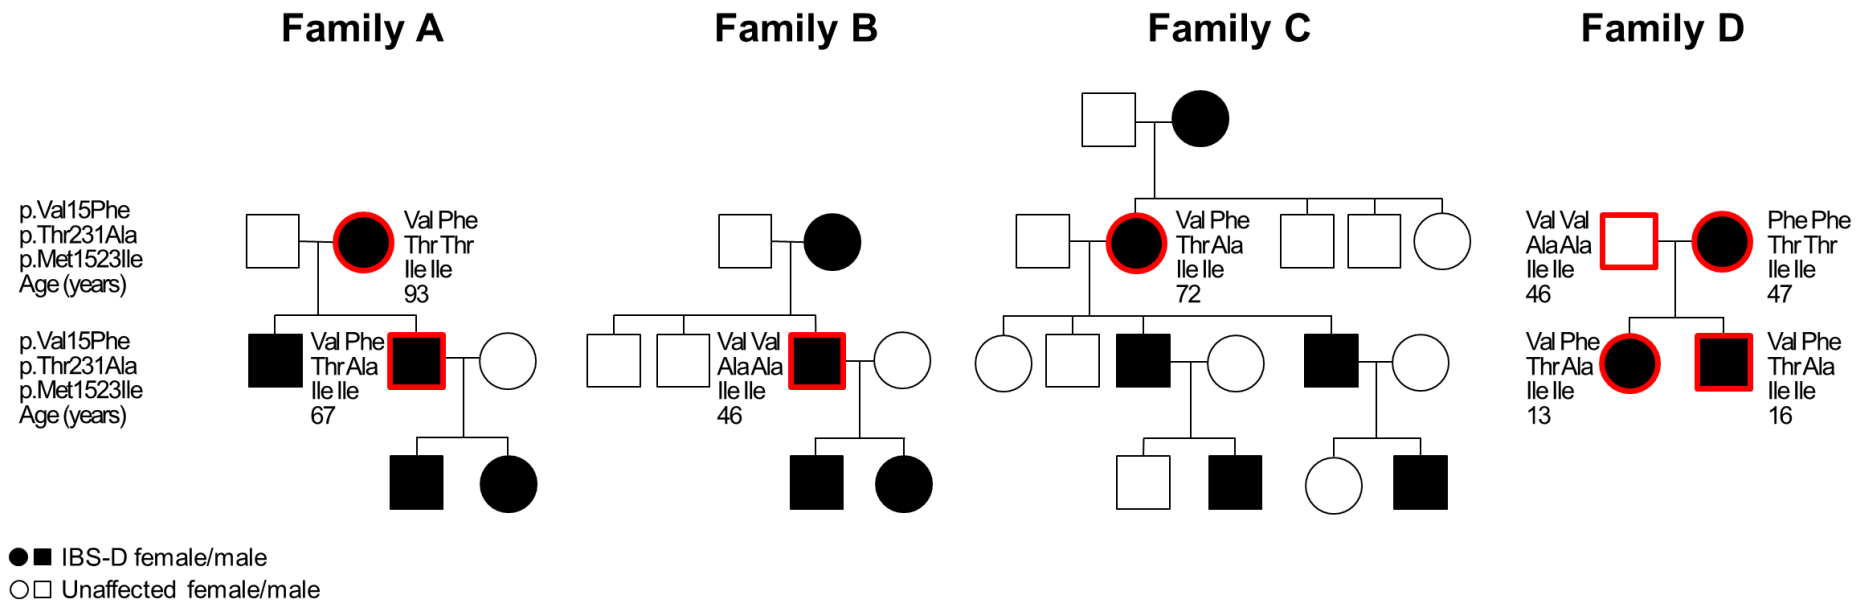 Family A
Family B
Family C
Family D
p.Val15Phe
p.Thr231Ala
p.Met1523Ile
Age (years)
Val Phe
Thr Thr
Ile Ile
93
Val Phe
Thr Ala
Ile Ile
72
Val Val
Ala Ala
Ile Ile
46
Phe Phe
Thr Thr
Ile Ile
47
p.Val15Phe
p.Thr231Ala
p.Met1523Ile
Age (years)
Val Phe
Thr Ala
Ile Ile
67
Val Val
Ala Ala
Ile Ile
46
Val Phe
Thr Ala
Ile Ile
13
Val Phe
Thr Ala
Ile Ile
16
IBS-D female/male
Unaffected female/male